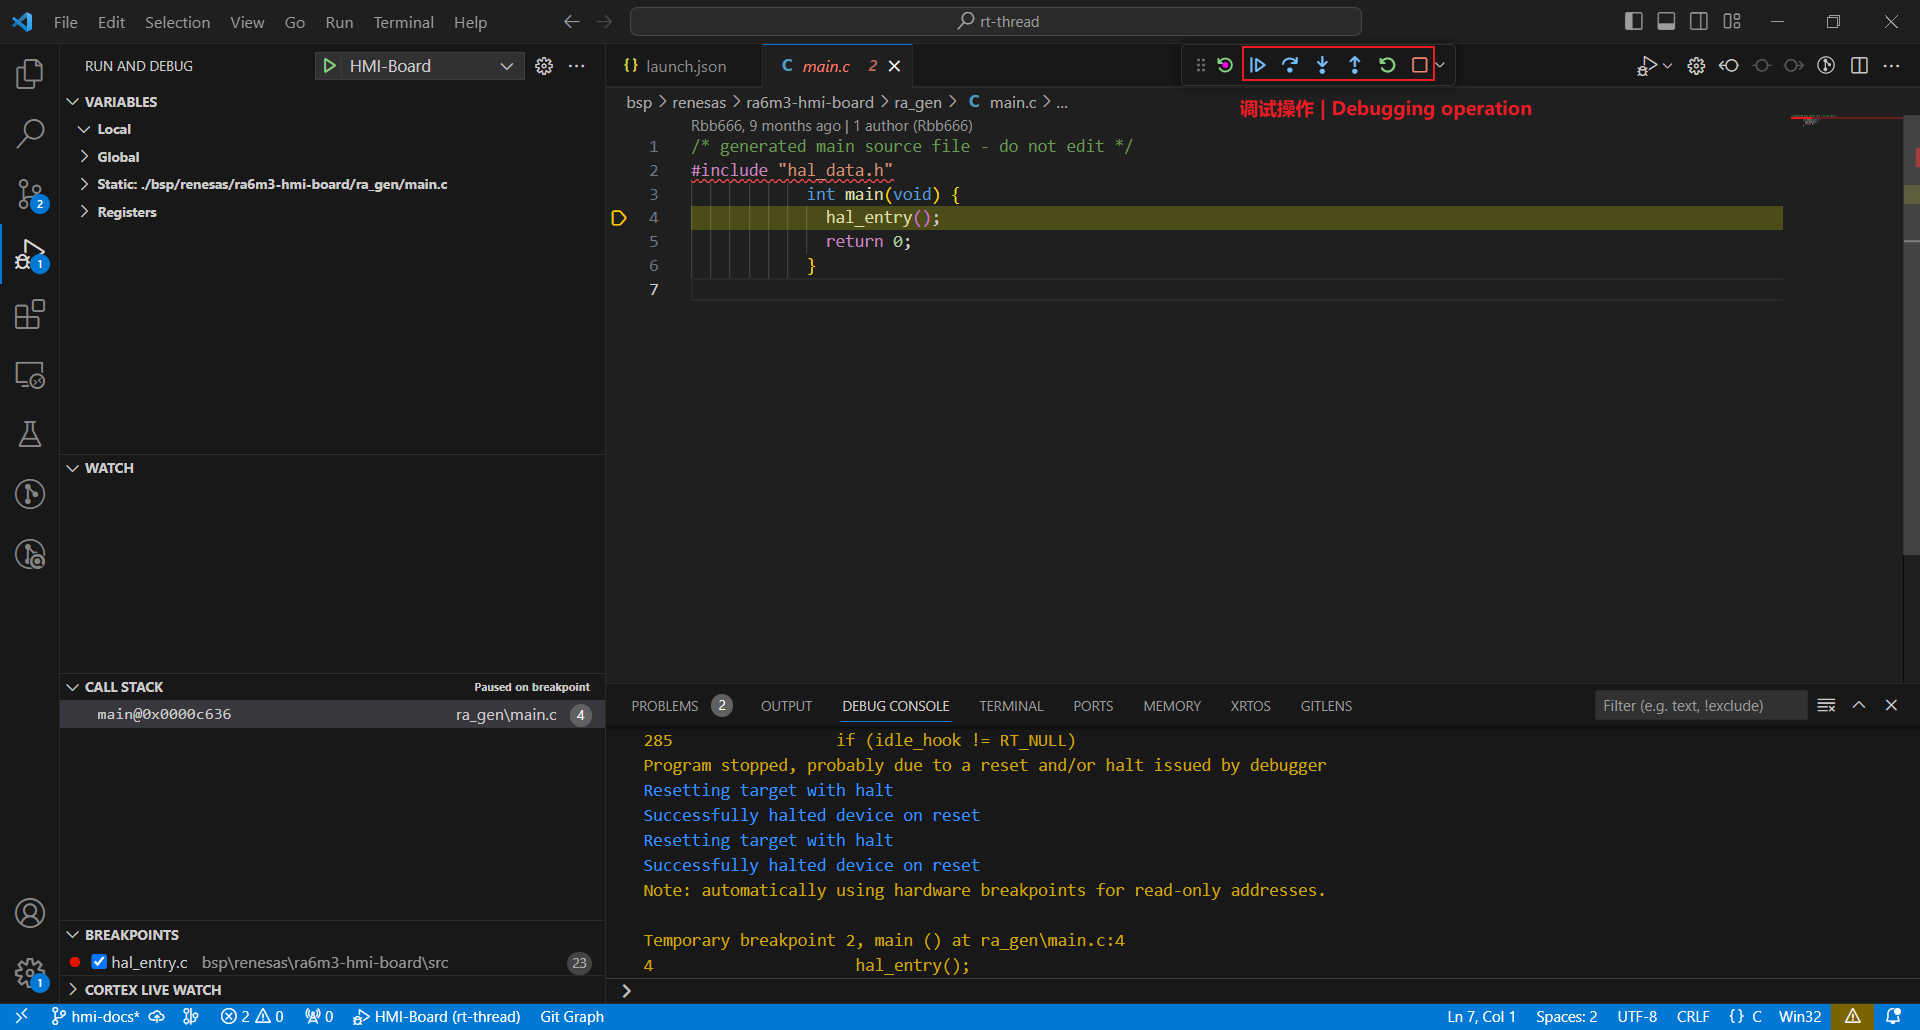 File Edit Selection View Go Run Terminal Help
rt-thread
RUN AND DEBUG
HMI-Board
VARIABLES
Local
Global
Static: ./bsp/renesas/ra6m3-hmi-board/ra_gen/main.c
Registers
WATCH
CALL STACK Paused on breakpoint
main@0x0000c636 ra_gen\main.c 4
BREAKPOINTS
hal_entry.c bsp\renesas\ra6m3-hmi-board\src 23
CORTEX LIVE WATCH
2
1
1
{} launch.json
C main.c 2
调试操作 | Debugging operation
bsp > renesas > ra6m3-hmi-board > ra_gen > C main.c > ...
Rbb666, 9 months ago | 1 author (Rbb666)
1 /* generated main source file - do not edit */
2 #include "hal_data.h"
3 int main(void) {
4 hal_entry();
5 return 0;
6 }
7
PROBLEMS 2 OUTPUT DEBUG CONSOLE TERMINAL PORTS MEMORY XRTOS GITLENS
Filter (e.g. text, !exclude)
285 if (idle_hook != RT_NULL)
Program stopped, probably due to a reset and/or halt issued by debugger
Resetting target with halt
Successfully halted device on reset
Resetting target with halt
Successfully halted device on reset
Note: automatically using hardware breakpoints for read-only addresses.
Temporary breakpoint 2, main () at ra_gen\main.c:4
4 hal_entry();
>
hmi-docs* 2 0 0 HMI-Board (rt-thread) Git Graph
Ln 7, Col 1 Spaces: 2 UTF-8 CRLF {} C Win32